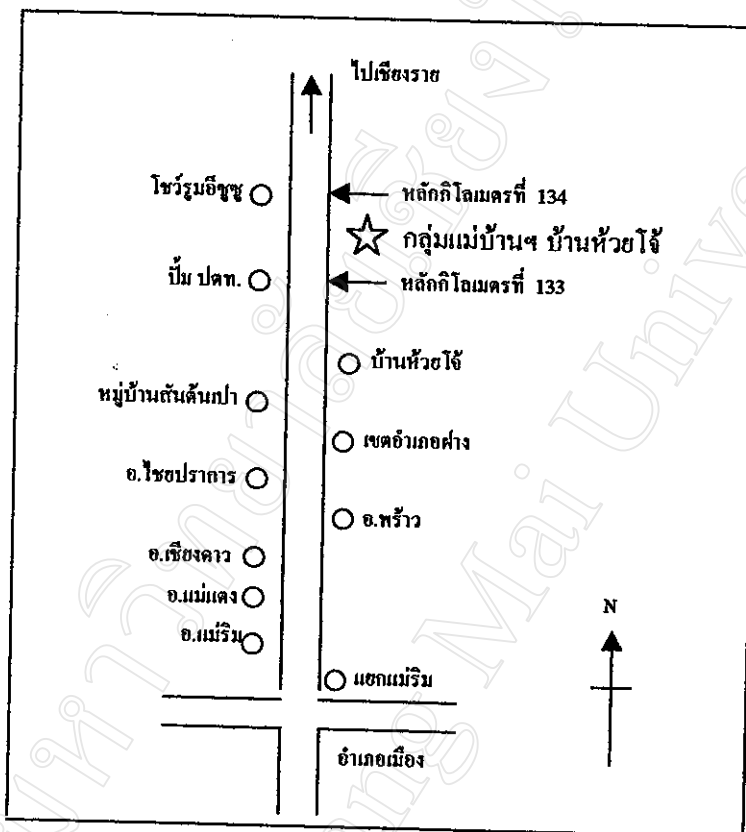 ไปเชียงราย
โชว์รูมอีซูซุ
หลักกิโลเมตรที่ 134
กลุ่มแม่บ้านฯ บ้านห้วยโจ้
ปั้ม ปตท.
หลักกิโลเมตรที่ 133
บ้านห้วยโจ้
หมู่บ้านสันต้นเปา
เขตอำเภอฝาง
อ.ไชยปราการ
อ.พร้าว
อ.เชียงดาว
อ.แม่แตง
อ.แม่ริม
N
แยกแม่ริม
อำเภอเมือง